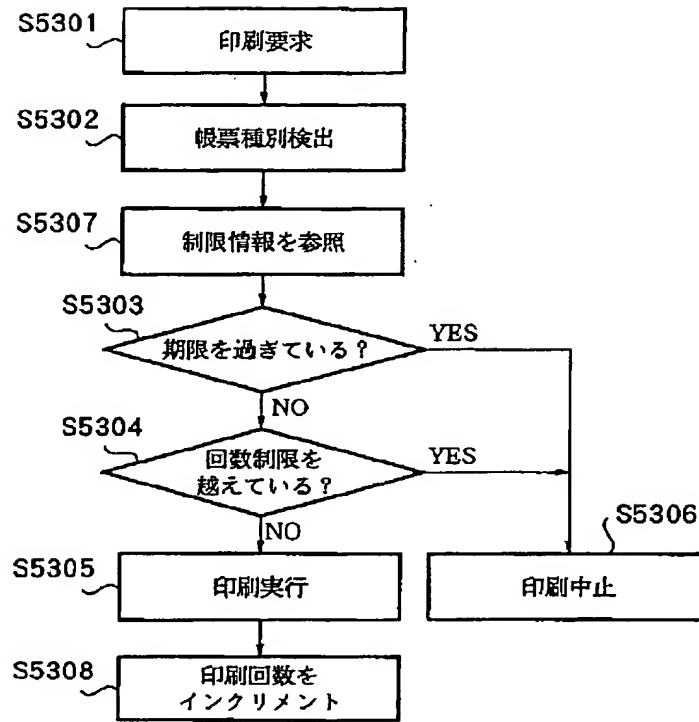 S5301
印刷要求
S5302
帳票種別検出
S5307
制限情報を参照
S5303
期限を過ぎている？
YES
NO
S5304
回数制限を
越えている？
YES
NO
S5305
印刷実行
S5306
印刷中止
S5308
印刷回数を
インクリメント